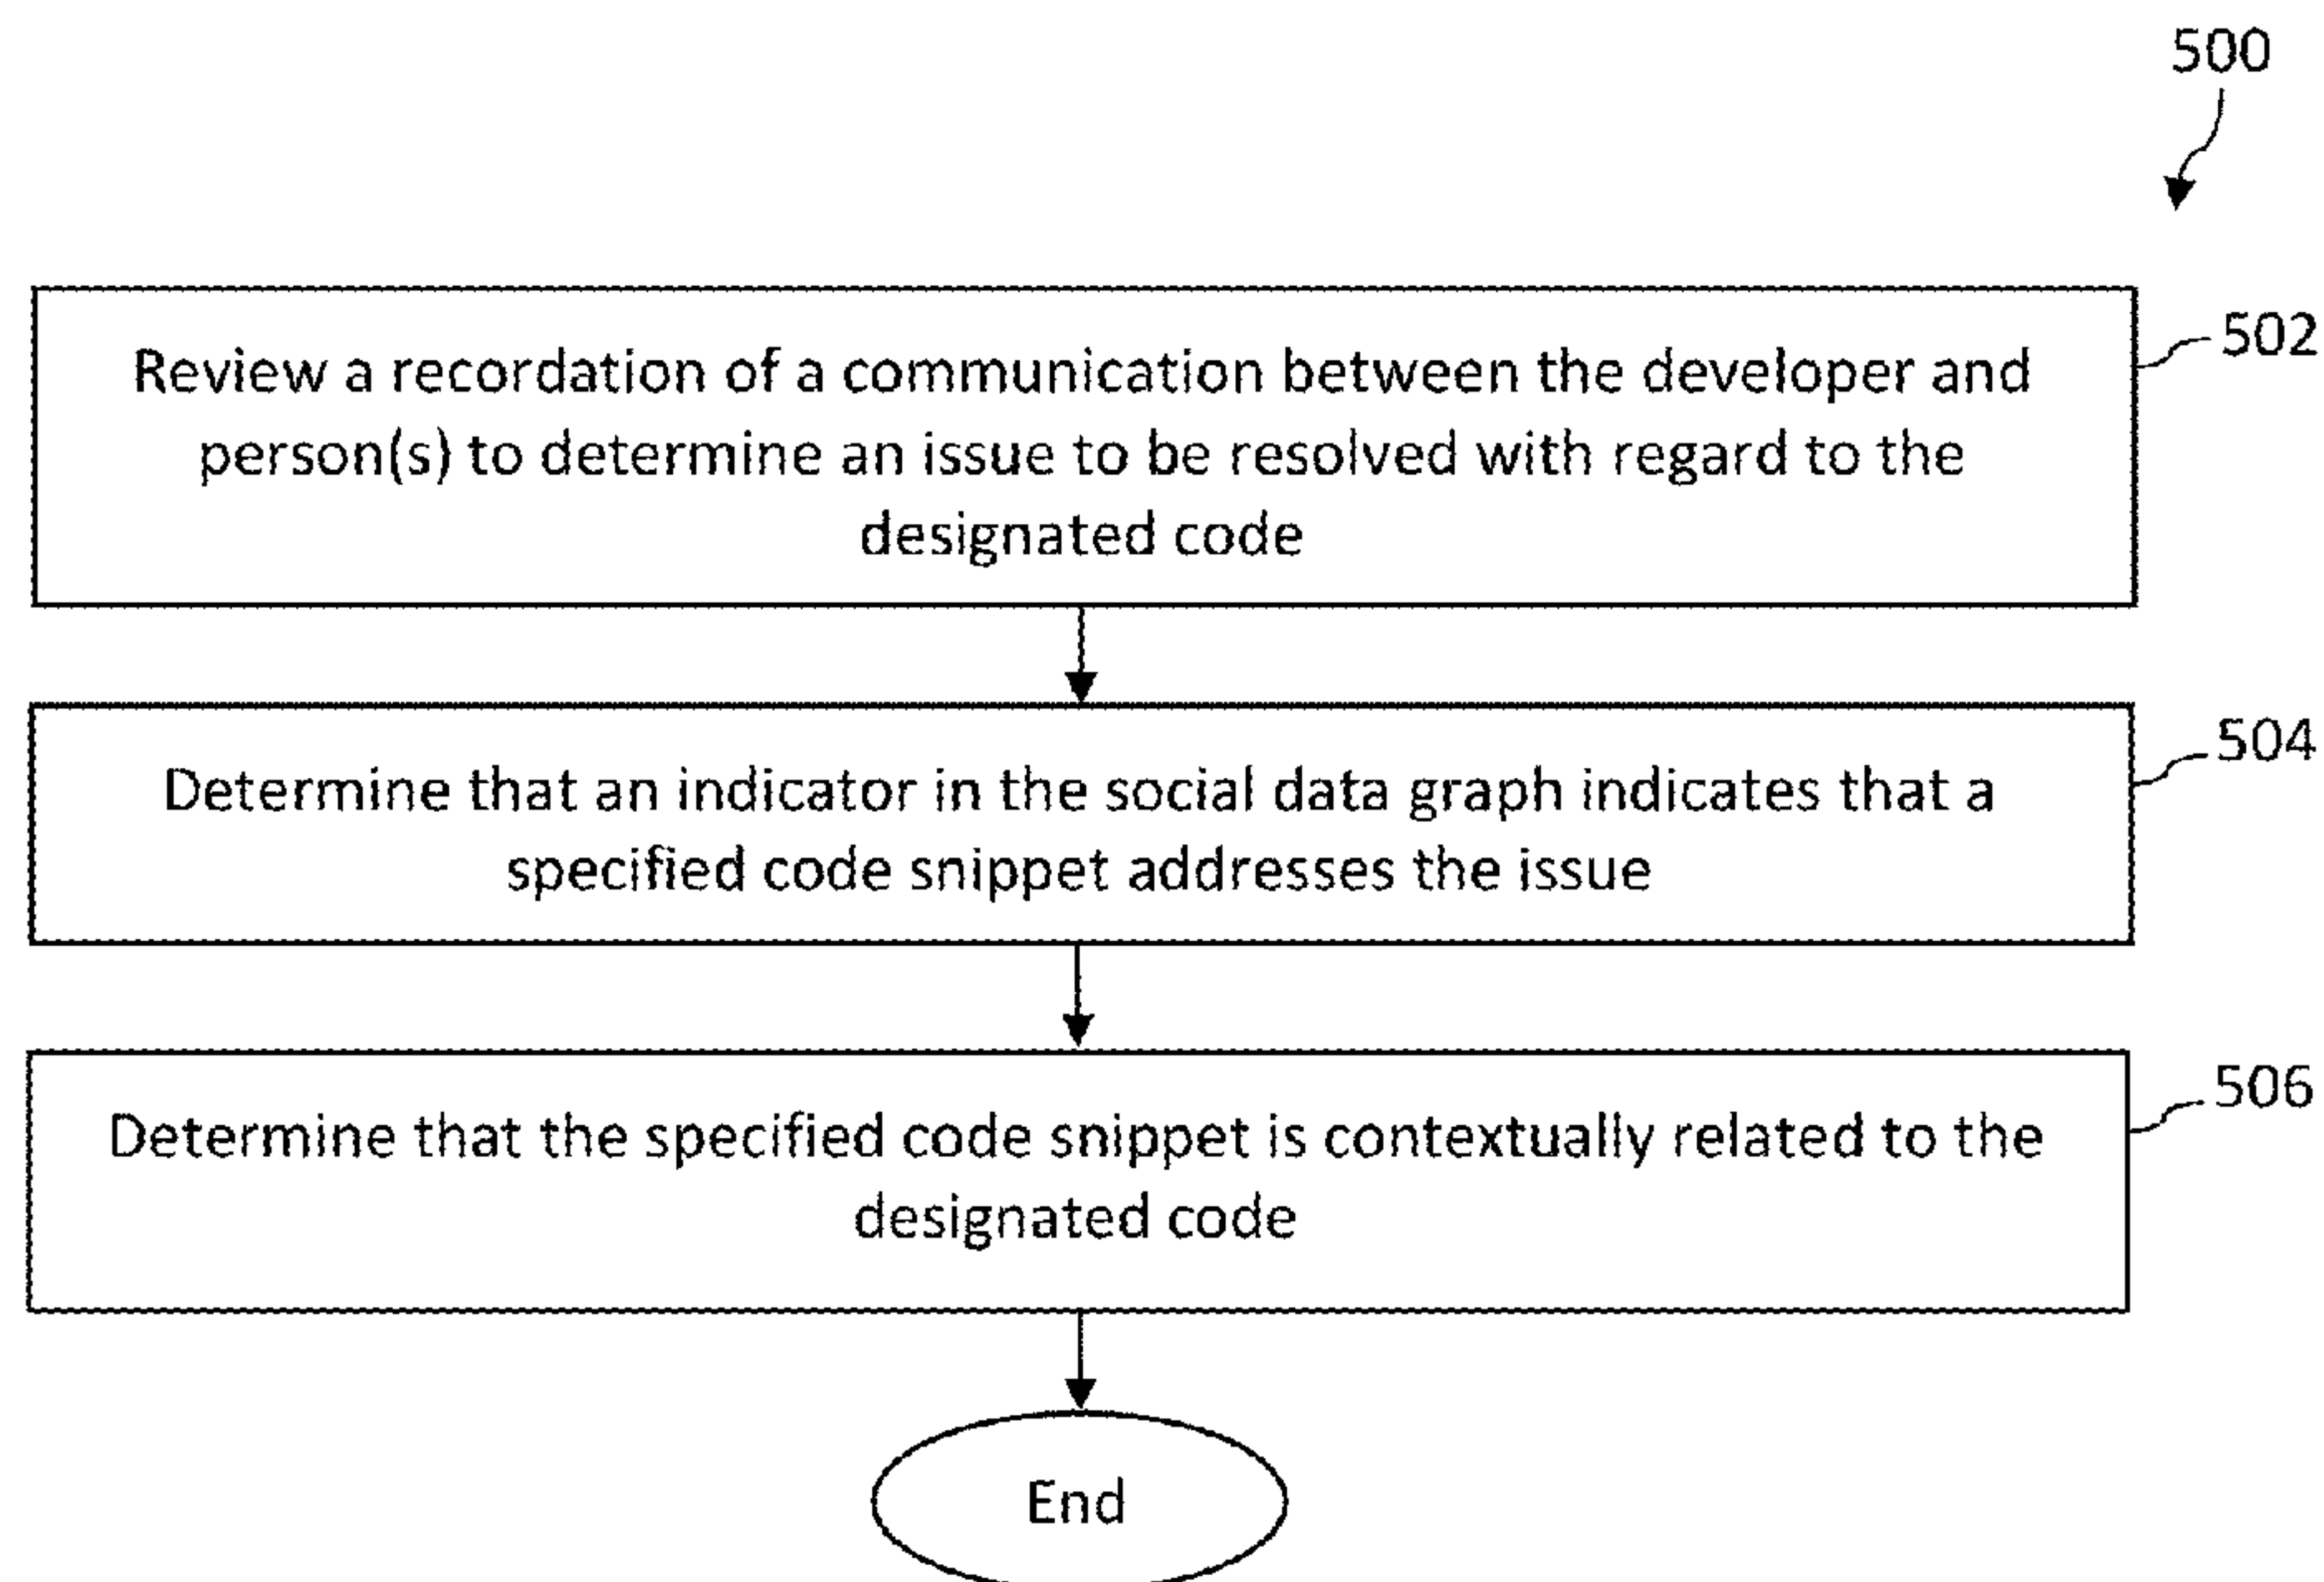 500
Review a recordation of a communication between the developer and
person(s) to determine an issue to be resolved with regard to the
designated code
502
Determine that an indicator in the social data graph indicates that a
specified code snippet addresses the issue
504
Determine that the specified code snippet is contextually related to the
designated code
506
End